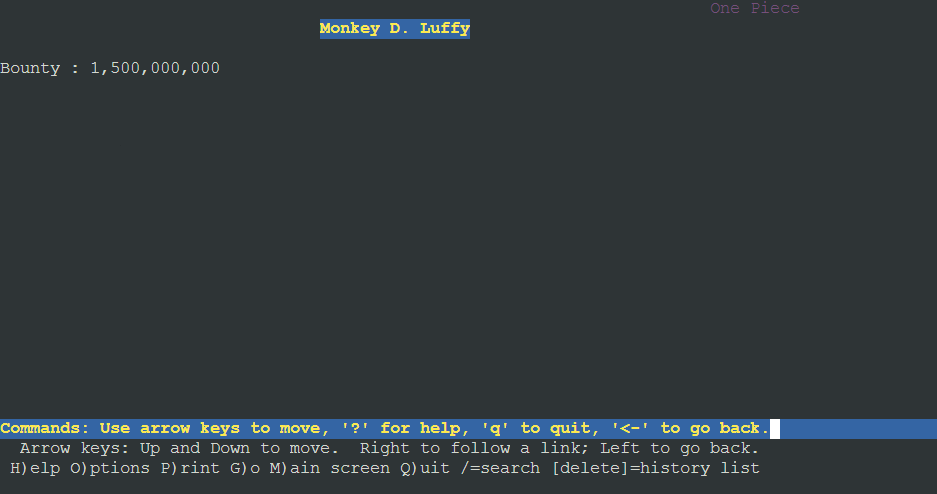 One Piece
Monkey D. Luffy
Bounty : 1,500,000,000
Commands: Use arrow keys to move, '?' for help, 'q' to quit, '<-' to go back.
Arrow keys: Up and Down to move.  Right to follow a link; Left to go back.
H)elp O)ptions P)rint G)o M)ain screen Q)uit /=search [delete]=history list